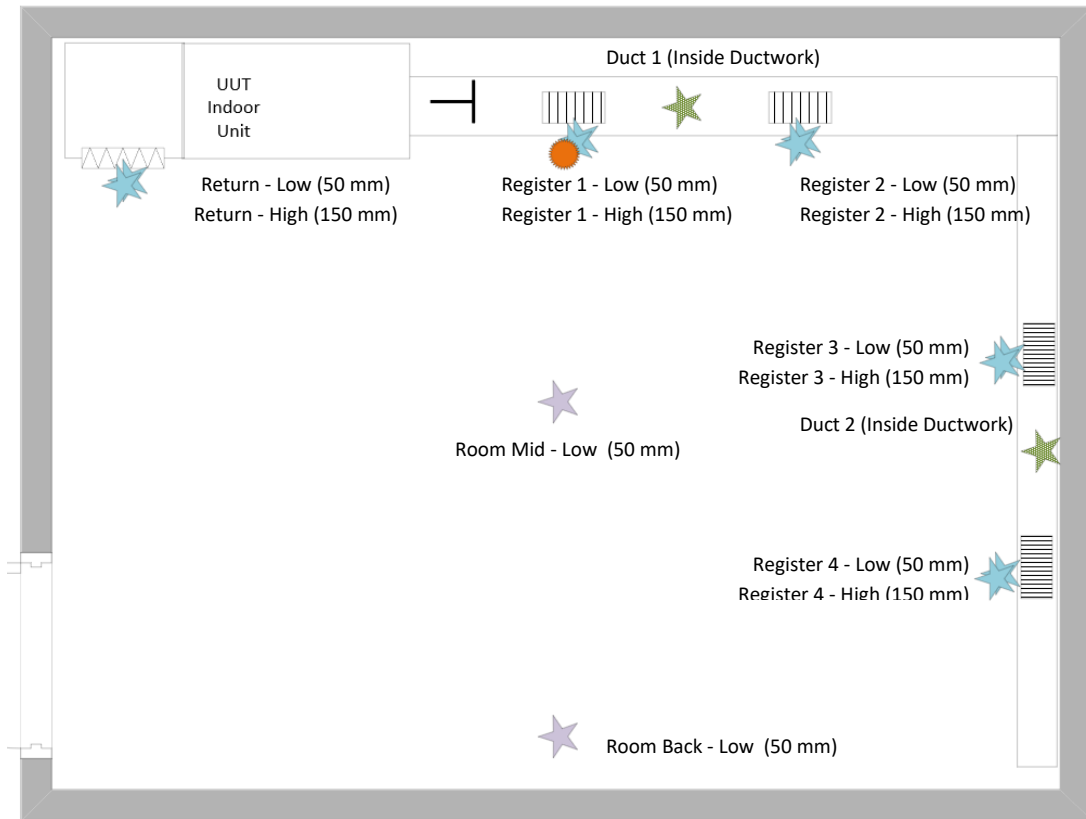 Duct 1 (Inside Ductwork)
UUT
Indoor
Unit
Return - Low (50 mm)
Return - High (150 mm)
Register 1 - Low (50 mm)
Register 1 - High (150 mm)
Register 2 - Low (50 mm)
Register 2 - High (150 mm)
Register 3 - Low (50 mm)
Register 3 - High (150 mm)
Duct 2 (Inside Ductwork)
Room Mid - Low (50 mm)
Register 4 - Low (50 mm)
Register 4 - High (150 mm)
Room Back - Low (50 mm)